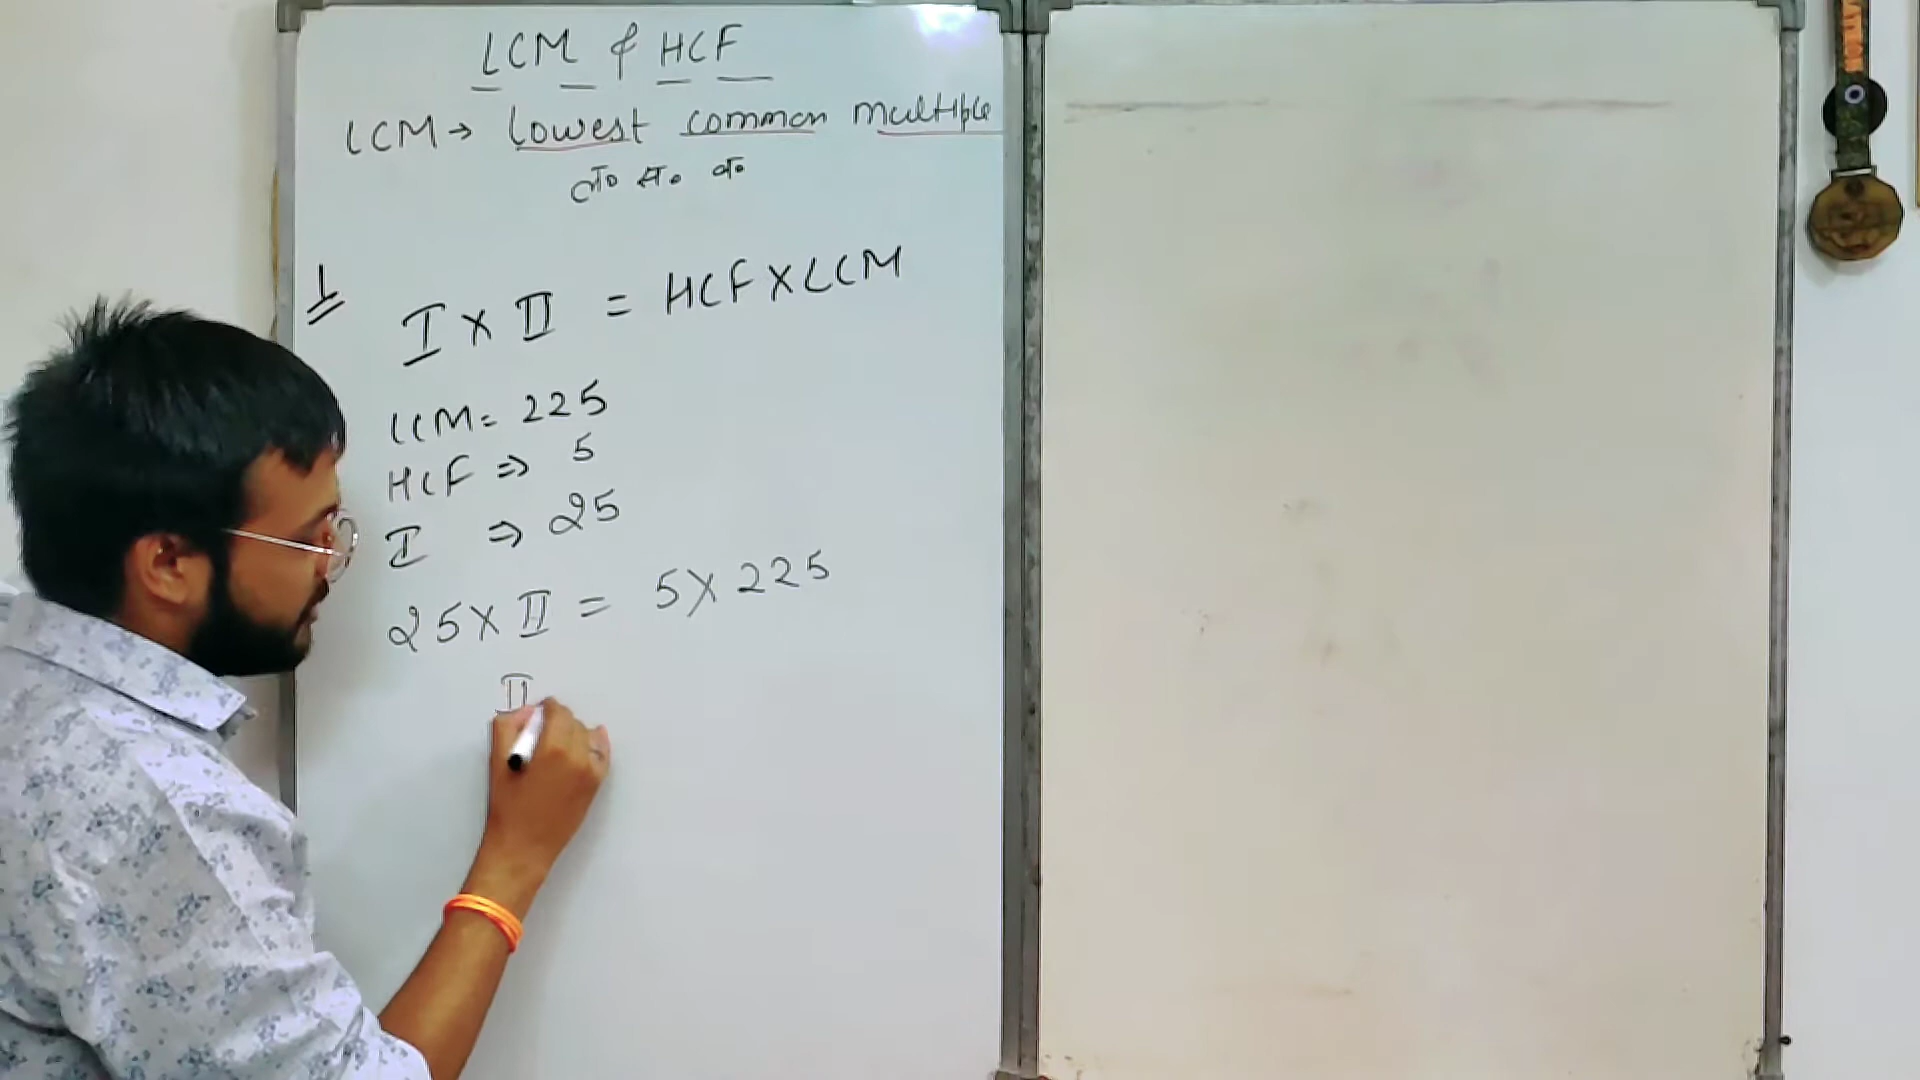 LCM & HCF
LCM → Lowest common multiple
ल॰ स॰ व॰
1
I X II = HCF X LCM
LCM = 225
HCF ⇒ 5
I ⇒ 25
25 X II = 5 X 225
II